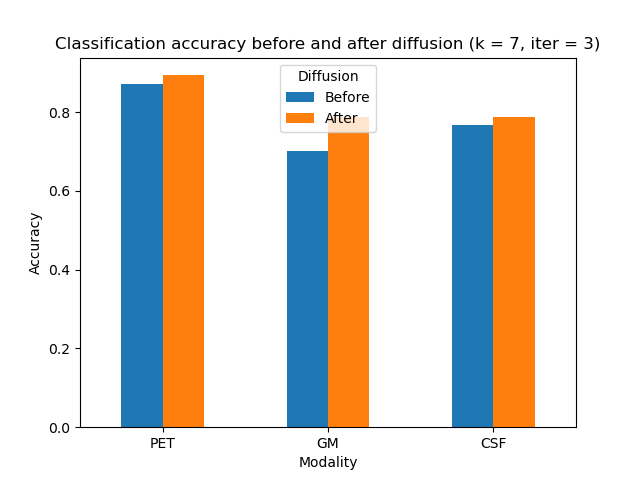 Classification accuracy before and after diffusion (k = 7, iter = 3)
Diffusion
Before
After
0.8
0.6
0.4
0.2
0.0
Accuracy
PET GM CSF
Modality